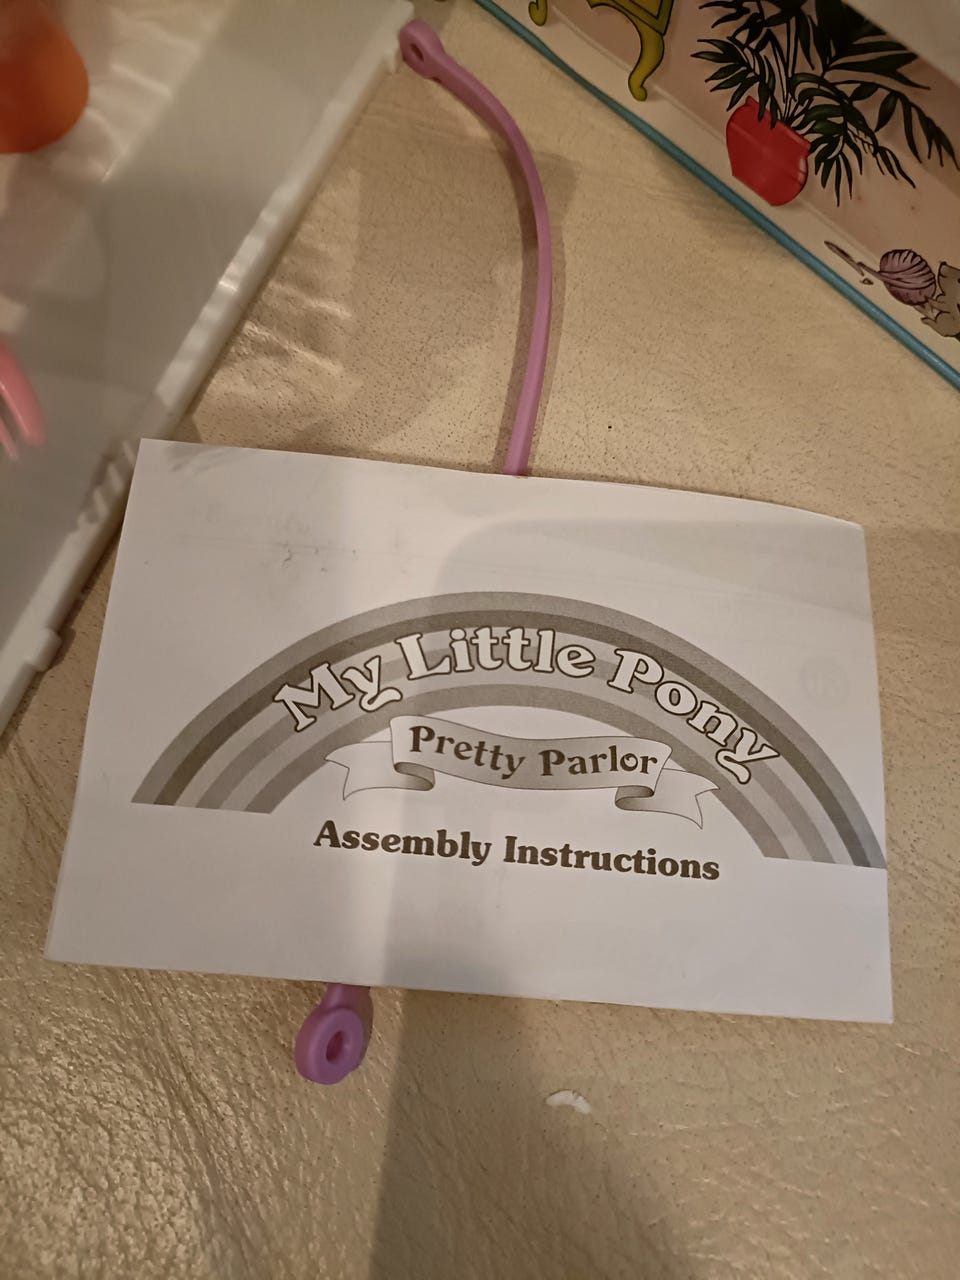 My Little Pony
Pretty Parlor
Assembly Instructions